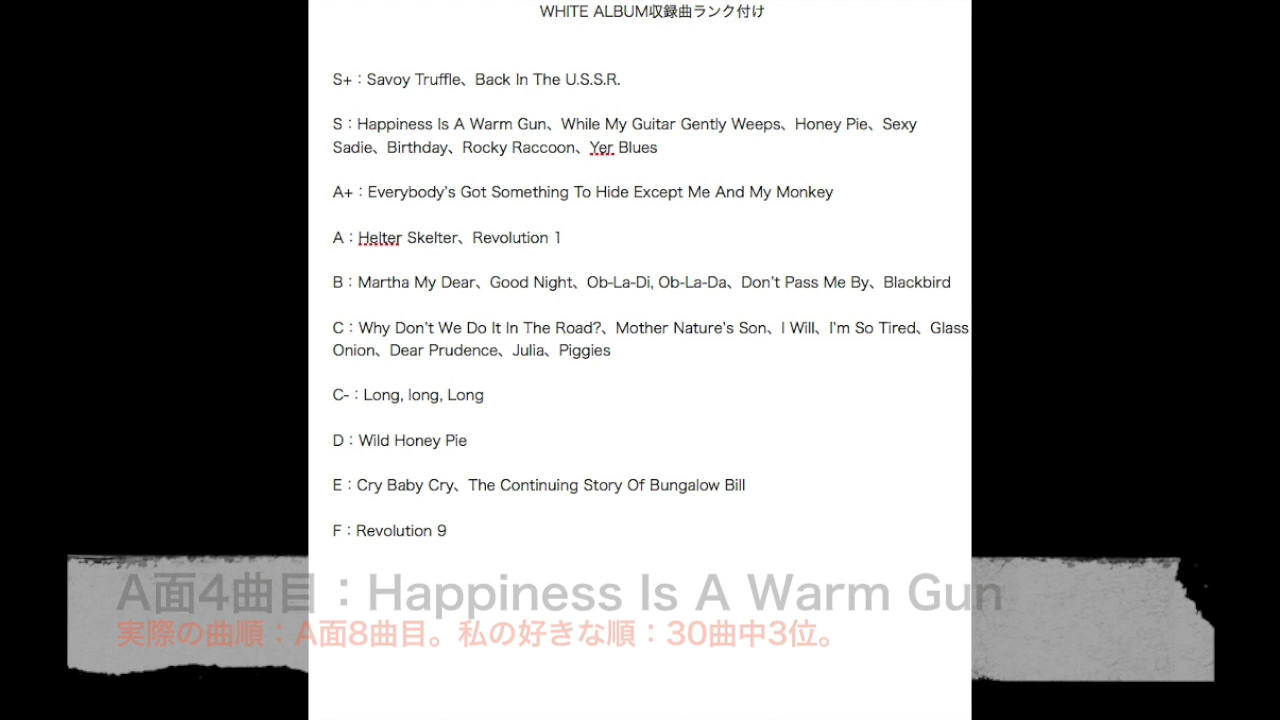 WHITE ALBUM収録曲ランク付け
S+：Savoy Truffle、Back In The U.S.S.R.
S：Happiness Is A Warm Gun、While My Guitar Gently Weeps、Honey Pie、Sexy
Sadie、Birthday、Rocky Raccoon、Yer Blues
A+：Everybody's Got Something To Hide Except Me And My Monkey
A：Helter Skelter、Revolution 1
B：Martha My Dear、Good Night、Ob-La-Di, Ob-La-Da、Don't Pass Me By、Blackbird
C：Why Don't We Do It In The Road?、Mother Nature's Son、I Will、I'm So Tired、Glass
Onion、Dear Prudence、Julia、Piggies
C-：Long, long, Long
D：Wild Honey Pie
E：Cry Baby Cry、The Continuing Story Of Bungalow Bill
F：Revolution 9
A面4曲目：Happiness Is A Warm Gun
実際の曲順：A面8曲目。私の好きな順：30曲中3位。